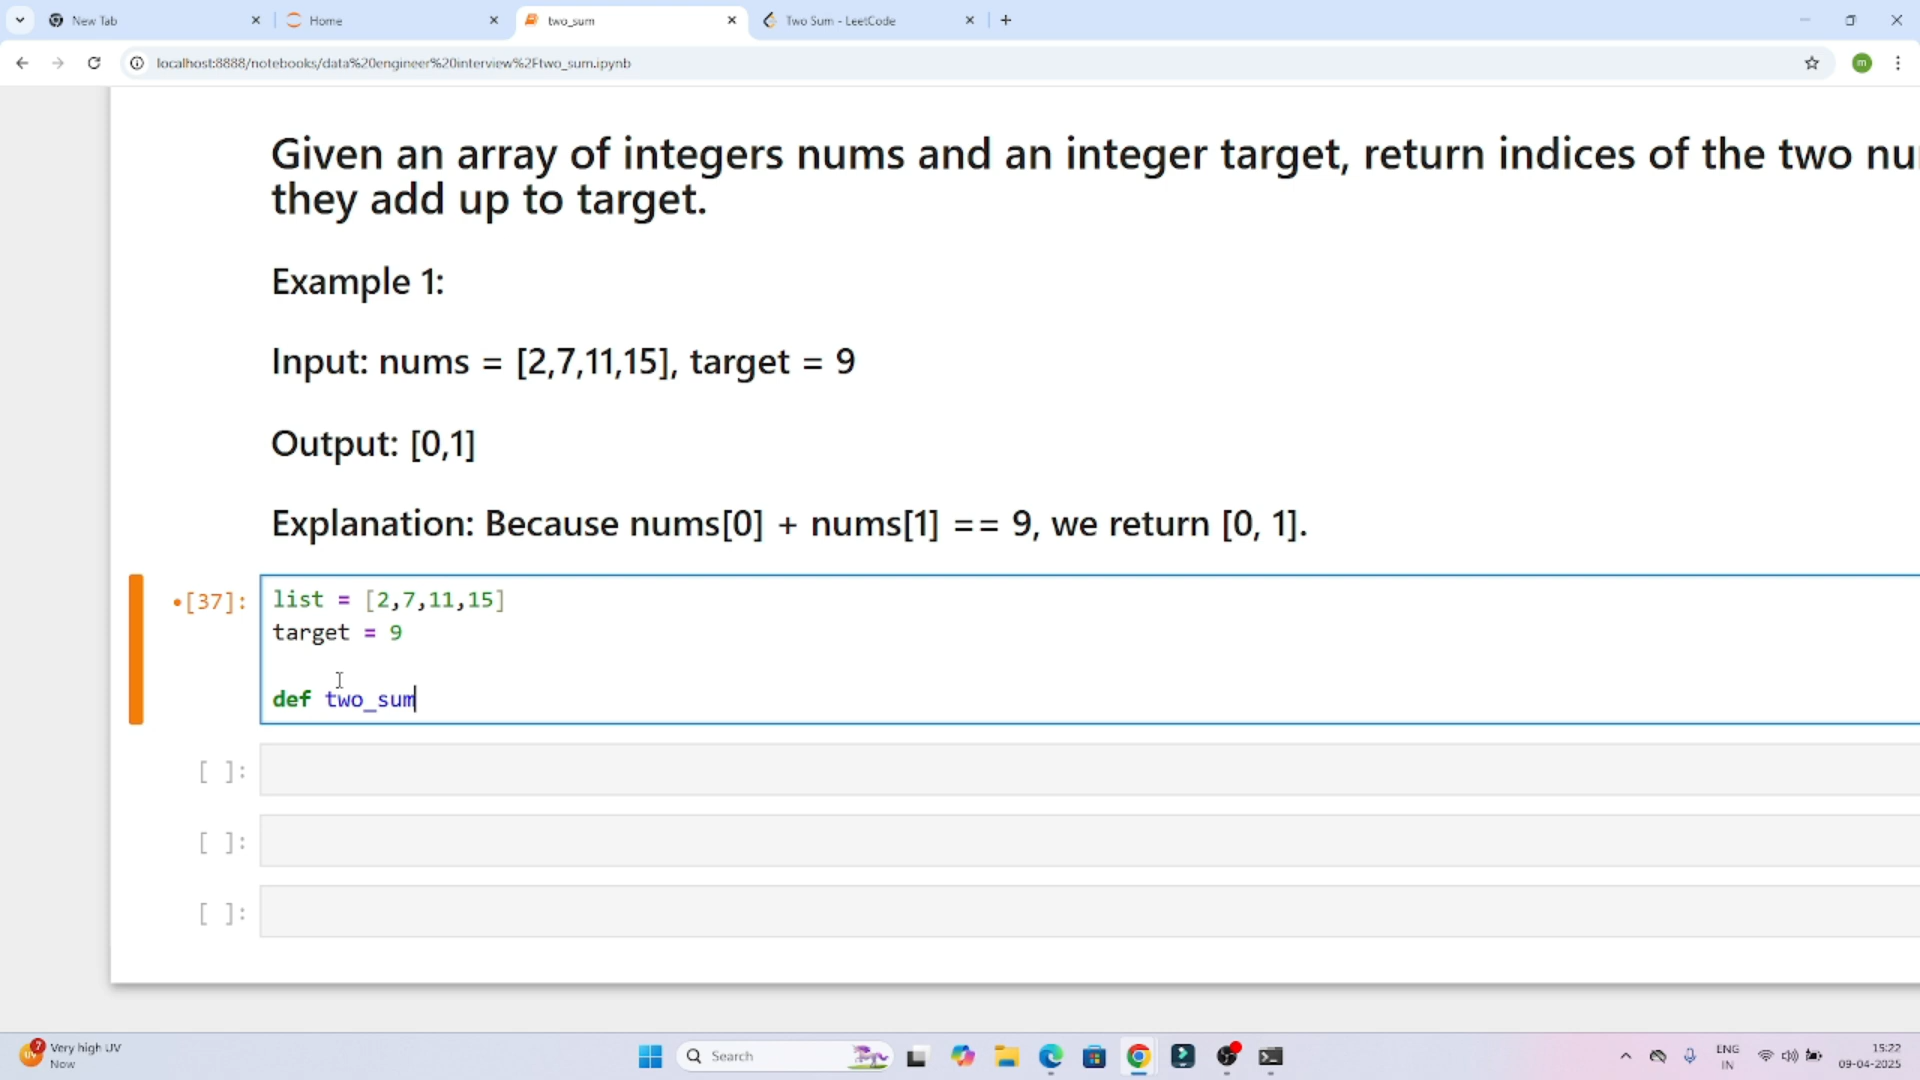 New Tab
Home
two_sum
Two Sum - LeetCode
localhost:8888/notebooks/data%20engineer%20interview%2Ftwo_sum.ipynb
m
Given an array of integers nums and an integer target, return indices of the two nu
they add up to target.
Example 1:
Input: nums = [2,7,11,15], target = 9
Output: [0,1]
Explanation: Because nums[0] + nums[1] == 9, we return [0, 1].
•[37]:
list = [2,7,11,15]
target = 9
def two_sum
[ ]:
[ ]:
[ ]:
7
Very high UV
Now
Search
ENG
IN
15:22
09-04-2025